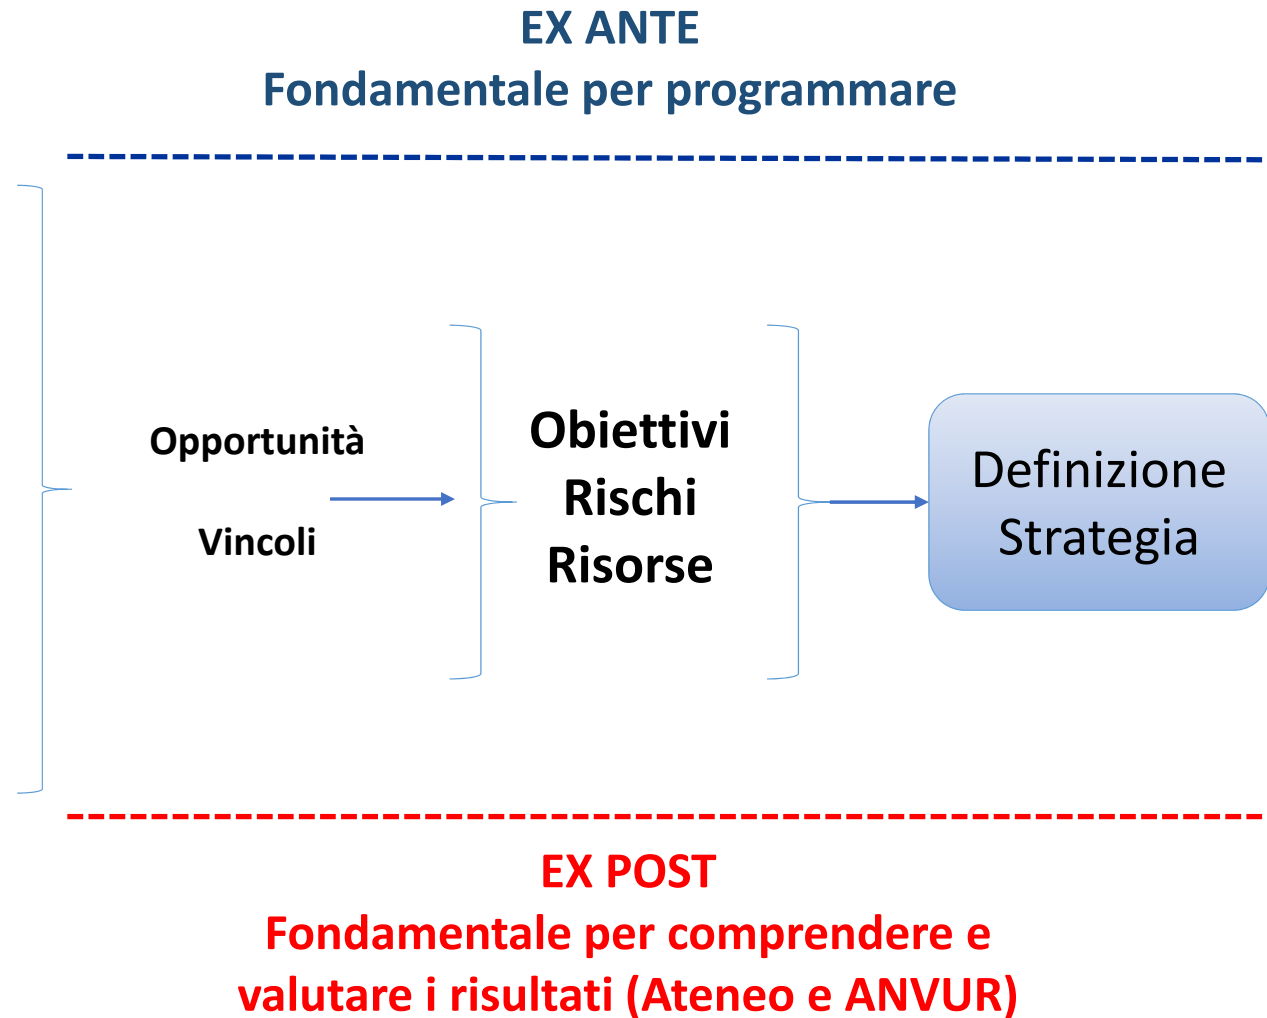 EX ANTE
Fondamentale per programmare
Opportunità
Vincoli
Obiettivi
Rischi
Risorse
Definizione
Strategia
EX POST
Fondamentale per comprendere e
valutare i risultati (Ateneo e ANVUR)